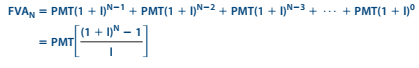 FVA_N = PMT(1 + I)^{N−1} + PMT(1 + I)^{N−2} + PMT(1 + I)^{N−3} + ⋯ + PMT(1 + I)^0
= PMT[((1 + I)^N − 1) / I]